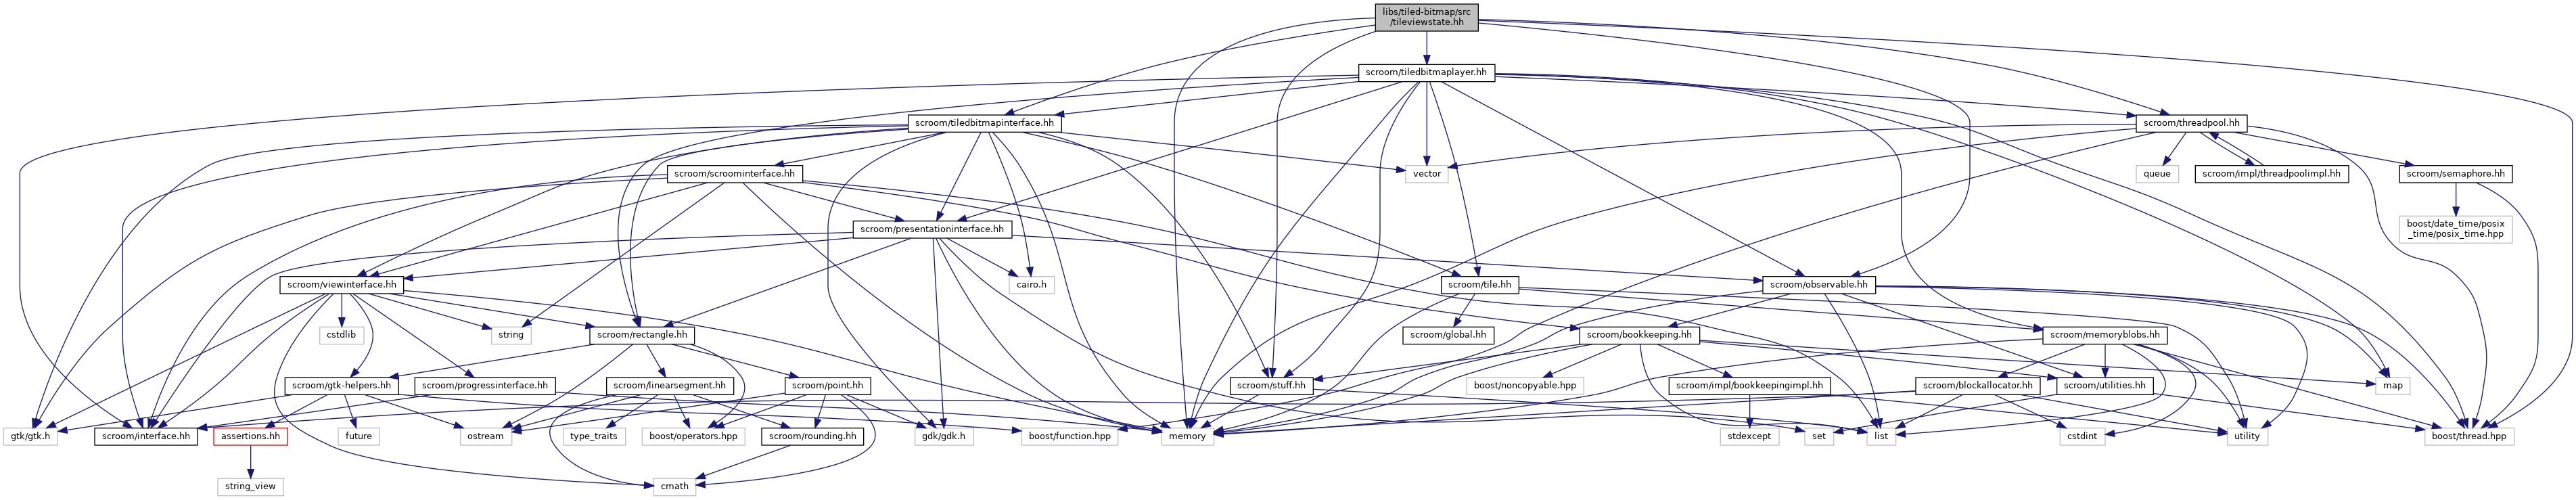 libs/tiled-bitmap/src
/tileviewstate.hh
scroom/tiledbitmaplayer.hh
scroom/tiledbitmapinterface.hh
scroom/threadpool.hh
scroom/scroominterface.hh
vector
queue
scroom/impl/threadpoolimpl.hh
scroom/semaphore.hh
scroom/presentationinterface.hh
boost/date_time/posix
_time/posix_time.hpp
scroom/viewinterface.hh
cairo.h
scroom/tile.hh
scroom/observable.hh
cstdlib
string
scroom/rectangle.hh
scroom/global.hh
scroom/bookkeeping.hh
scroom/memoryblobs.hh
scroom/gtk-helpers.hh
scroom/progressinterface.hh
scroom/linearsegment.hh
scroom/point.hh
scroom/stuff.hh
boost/noncopyable.hpp
scroom/impl/bookkeepingimpl.hh
scroom/blockallocator.hh
scroom/utilities.hh
map
gtk/gtk.h
scroom/interface.hh
assertions.hh
future
ostream
type_traits
boost/operators.hpp
scroom/rounding.hh
gdk/gdk.h
boost/function.hpp
memory
stdexcept
set
list
cstdint
utility
boost/thread.hpp
string_view
cmath